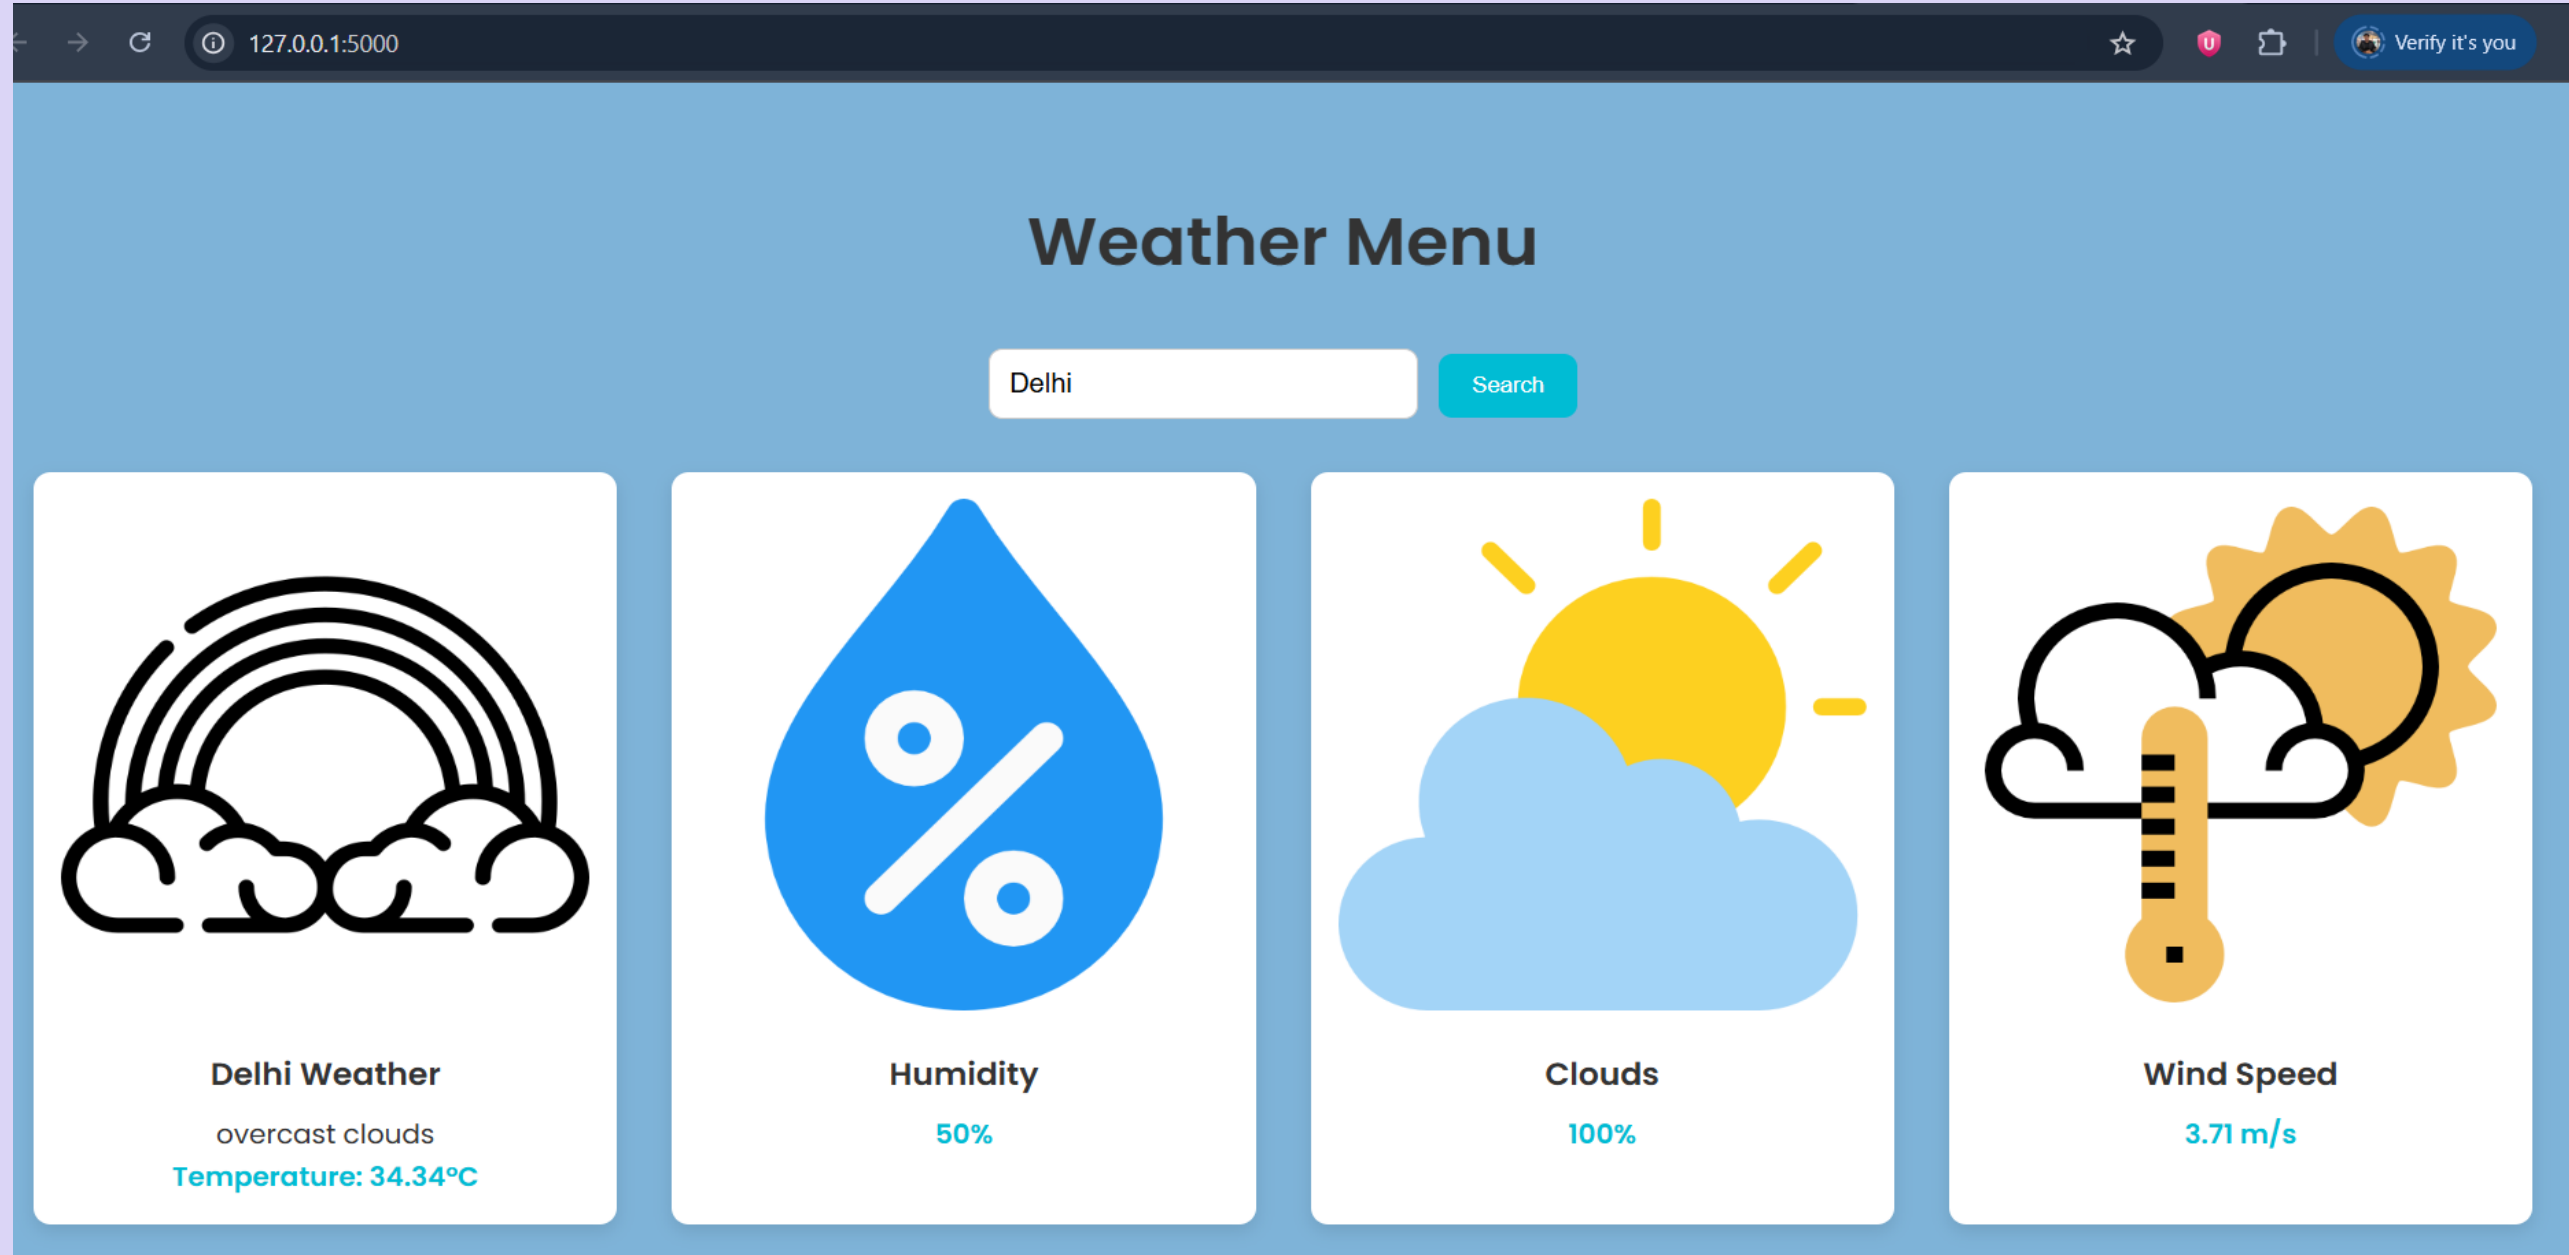 127.0.0.1:5000
Verify it's you
Weather Menu
Delhi
Search
Delhi Weather
overcast clouds
Temperature: 34.34°C
Humidity
50%
Clouds
100%
Wind Speed
3.71 m/s